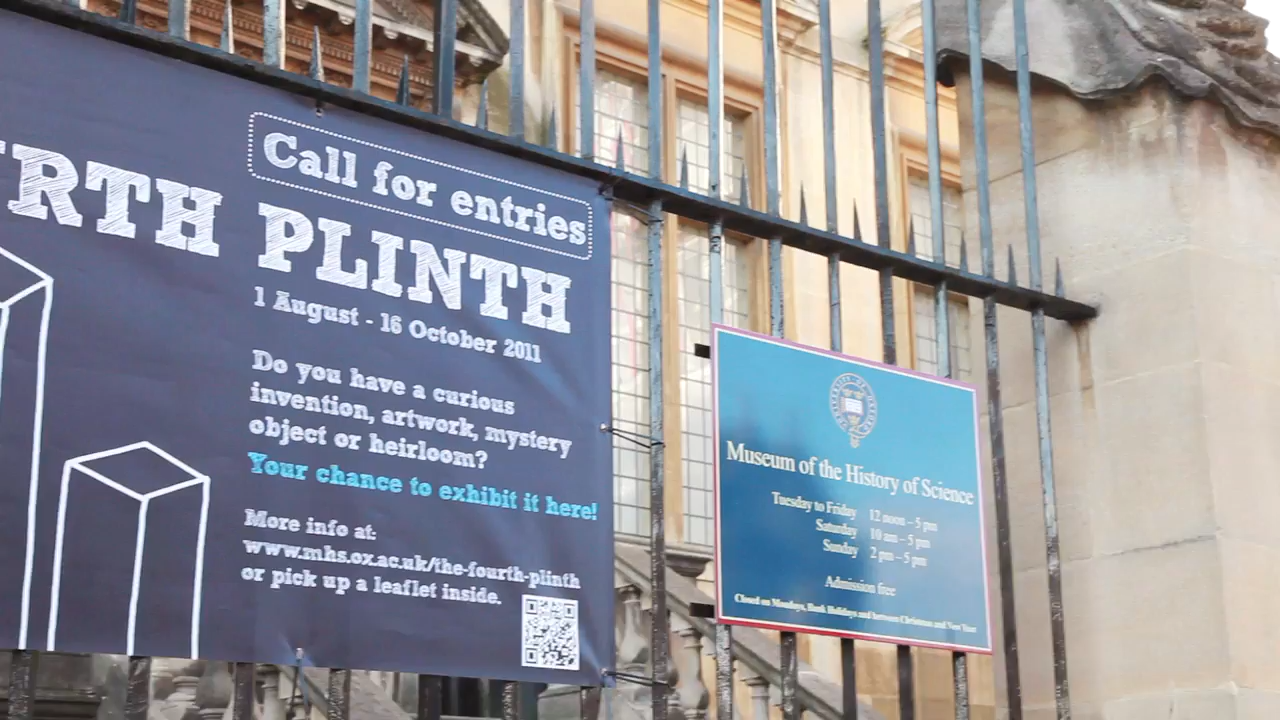 Call for entries
RTH PLINTH
1 August - 16 October 2011
Do you have a curious
invention, artwork, mystery
object or heirloom?
Your chance to exhibit it here!
More info at:
www.mhs.ox.ac.uk/the-fourth-plinth
or pick up a leaflet inside.
Museum of the History of Science
Tuesday to Friday 12 noon – 5 pm
Saturday 10 am – 5 pm
Sunday 2 pm – 5 pm
Admission free
Closed on Mondays, Bank Holidays and between Christmas and New Year